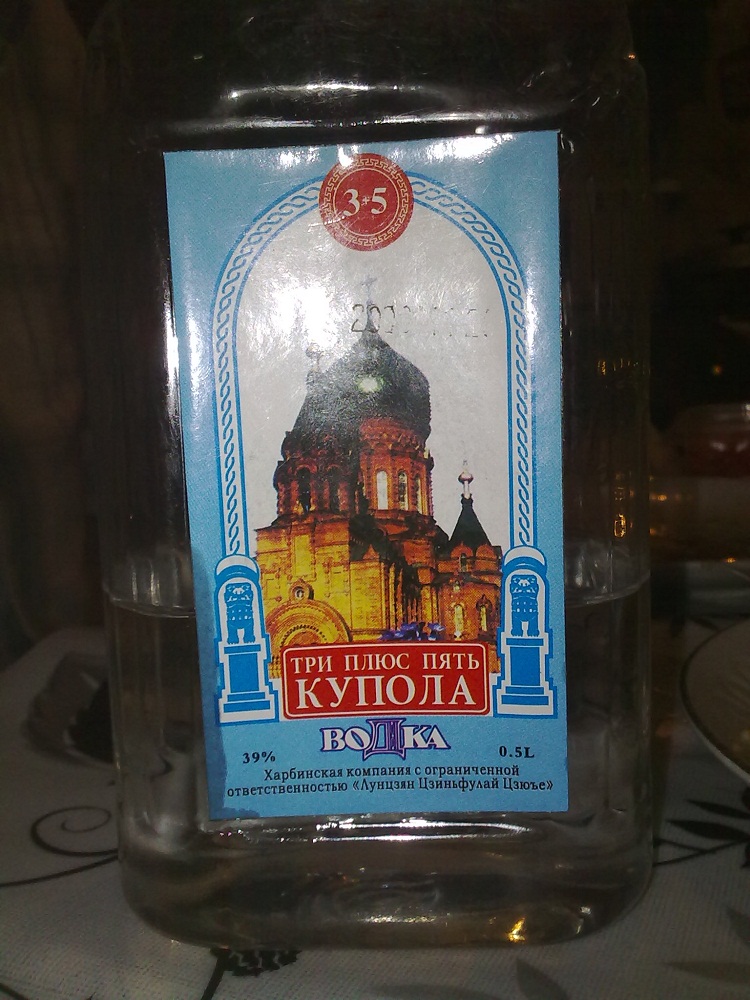 3+5
ТРИ ПЛЮС ПЯТЬ
КУПОЛА
ВОДКА
39%
0.5L
Харбинская компания с ограниченной
ответственностью «Лунцзян Цзиньфулай Цзюъе»